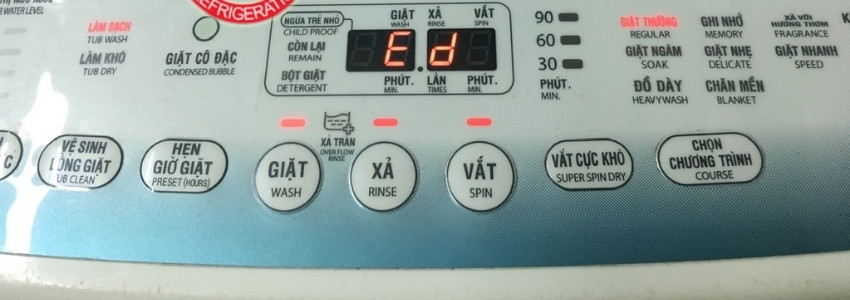 WATER LEVEL
REFRIGERATI
LÀM SẠCH
TUB WASH
LÀM KHÔ
TUB DRY
GIẶT CÔ ĐẶC
CONDENSED BUBBLE
NGỪA TRẺ NHỎ
CHILD PROOF
CÒN LẠI
REMAIN
BỘT GIẶT
DETERGENT
GIẶT XẢ VẮT
WASH RINSE SPIN
Ed
PHÚT. LẦN PHÚT.
MIN. TIMES MIN.
90
60
30
PHÚT.
MIN.
GIẶT THƯỜNG
REGULAR
GIẶT NGÂM
SOAK
ĐỒ DÀY
HEAVYWASH
GHI NHỚ
MEMORY
GIẶT NHẸ
DELICATE
CHĂN MỀN
BLANKET
XẢ VỚI
HƯƠNG THƠM
FRAGRANCE
GIẶT NHANH
SPEED
K
C
VỆ SINH
LỒNG GIẶT
UB CLEAN
HẸN
GIỜ GIẶT
PRESET (HOURS)
GIẶT
WASH
XẢ TRÀN
OVER FLOW
RINSE
XẢ
RINSE
VẮT
SPIN
VẮT CỰC KHÔ
SUPER SPIN DRY
CHỌN
CHƯƠNG TRÌNH
COURSE